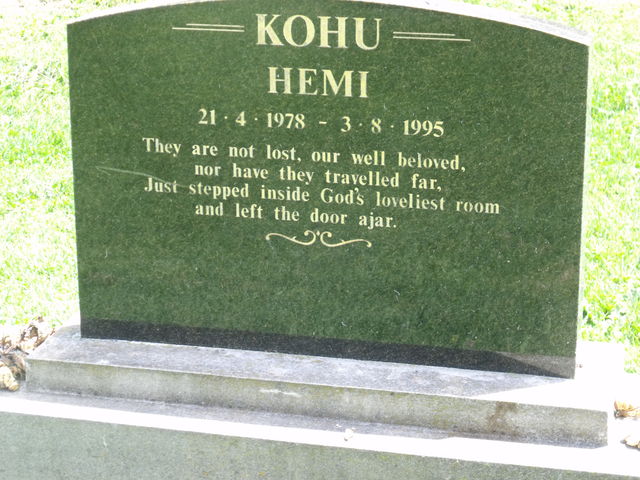 KOHU
HEMI
21 · 4 · 1978 - 3 · 8 · 1995
They are not lost, our well beloved,
nor have they travelled far,
Just stepped inside God's loveliest room
and left the door ajar.